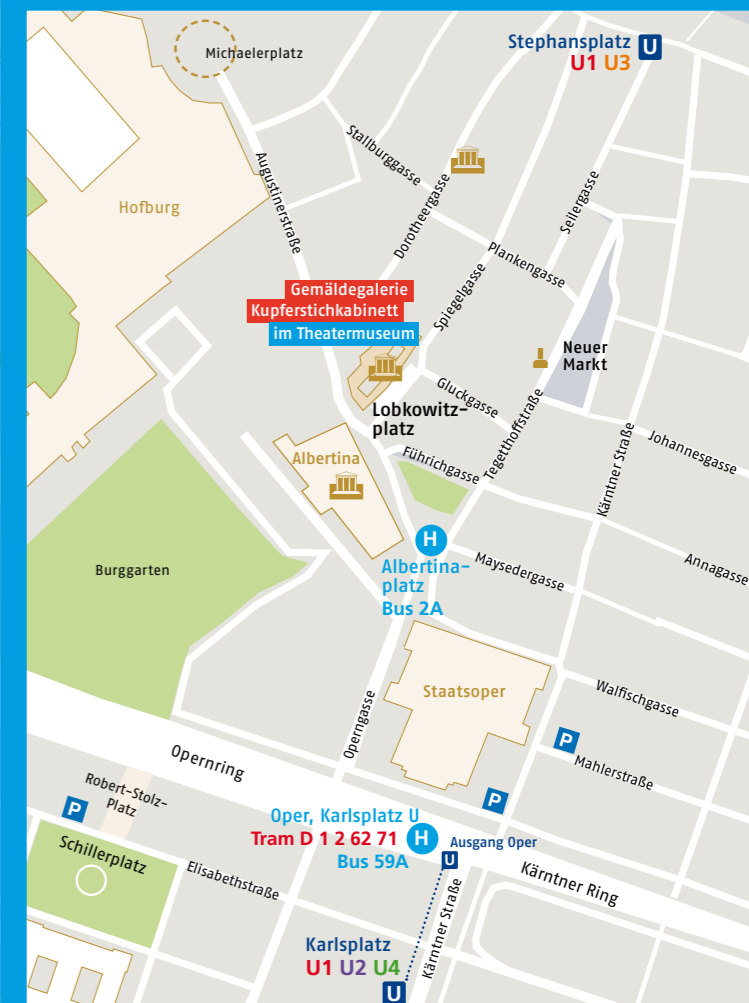 Michaelerplatz
Stephansplatz U
U1 U3
Stallburggasse
Augustinerstraße
Dorotheergasse
Seilergasse
Hofburg
Plankengasse
Spiegelgasse
Gemäldegalerie
Kupferstichkabinett
im Theatermuseum
Neuer
Markt
Gluckgasse
Lobkowitz-
platz
Tegetthoffstraße
Kärntner Straße
Johannesgasse
Führichgasse
Albertina
H
Albertina-
platz
Bus 2A
Maysedergasse
Annagasse
Burggarten
Staatsoper
Walfischgasse
Operngasse
P
Mahlerstraße
Opernring
Robert-Stolz-
Platz
P
P
Oper, Karlsplatz U
Tram D 1 2 62 71 H
Bus 59A
Ausgang Oper
U
Schillerplatz
Elisabethstraße
Kärntner Ring
Kärntner Straße
Karlsplatz
U1 U2 U4
U